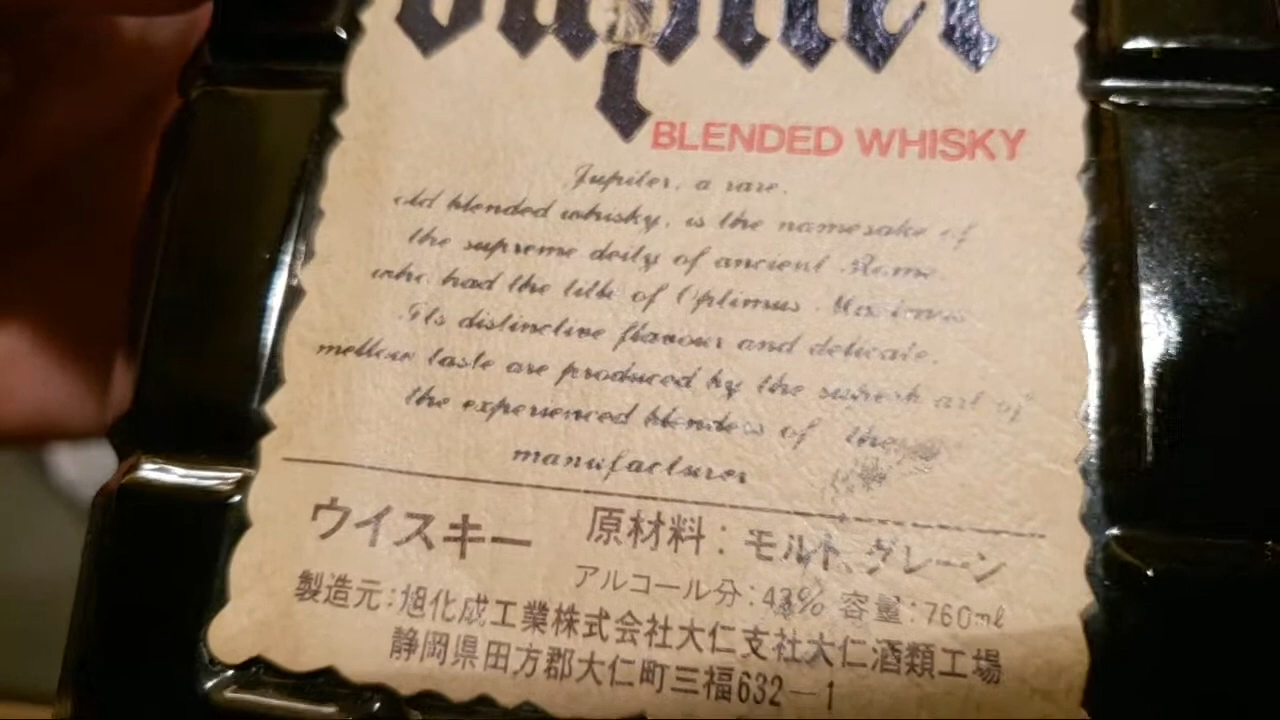 Jupiter
BLENDED WHISKY
Jupiter, a rare,
old blended whisky, is the namesake of
the supreme deity of ancient Rome
who had the title of Optimus Maximus
Its distinctive flavour and delicate,
mellow taste are produced by the superb art of
the experienced blenders of the
manufacturer
ウイスキー 原材料:モルト、グレーン
アルコール分:43% 容量:760ml
製造元:旭化成工業株式会社大仁支社大仁酒類工場
静岡県田方郡大仁町三福632-1